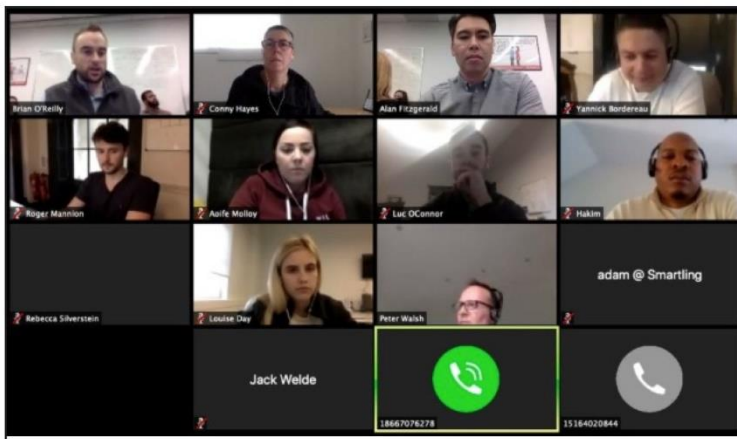 Brian O'Reilly
Conny Hayes
Alan Fitzgerald
Yannick Bordereau
Roger Mannion
Aoife Molloy
Luc OConnor
Hakim
Rebecca Silverstein
Louise Day
Peter Walsh
adam @ Smartling
Jack Welde
18667076278
15164020844